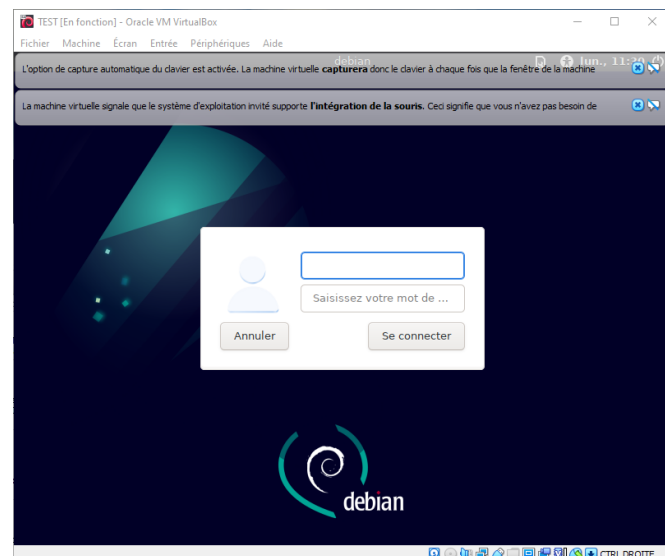 TEST [En fonction] - Oracle VM VirtualBox
Fichier Machine Écran Entrée Périphériques Aide
debian
lun., 11:30
L'option de capture automatique du clavier est activée. La machine virtuelle capturera donc le clavier à chaque fois que la fenêtre de la machine
La machine virtuelle signale que le système d'exploitation invité supporte l'intégration de la souris. Ceci signifie que vous n'avez pas besoin de
Saisissez votre mot de ...
Annuler
Se connecter
debian
CTRL DROITE